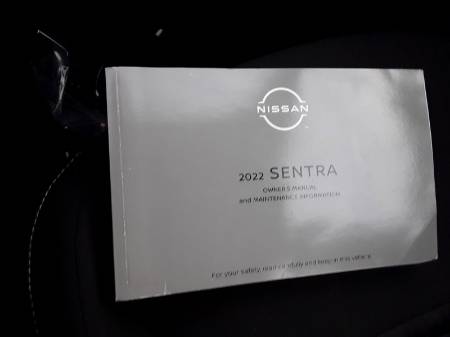 NISSAN
2022 SENTRA
OWNER'S MANUAL
and MAINTENANCE INFORMATION
For your safety, read carefully and keep in this vehicle.